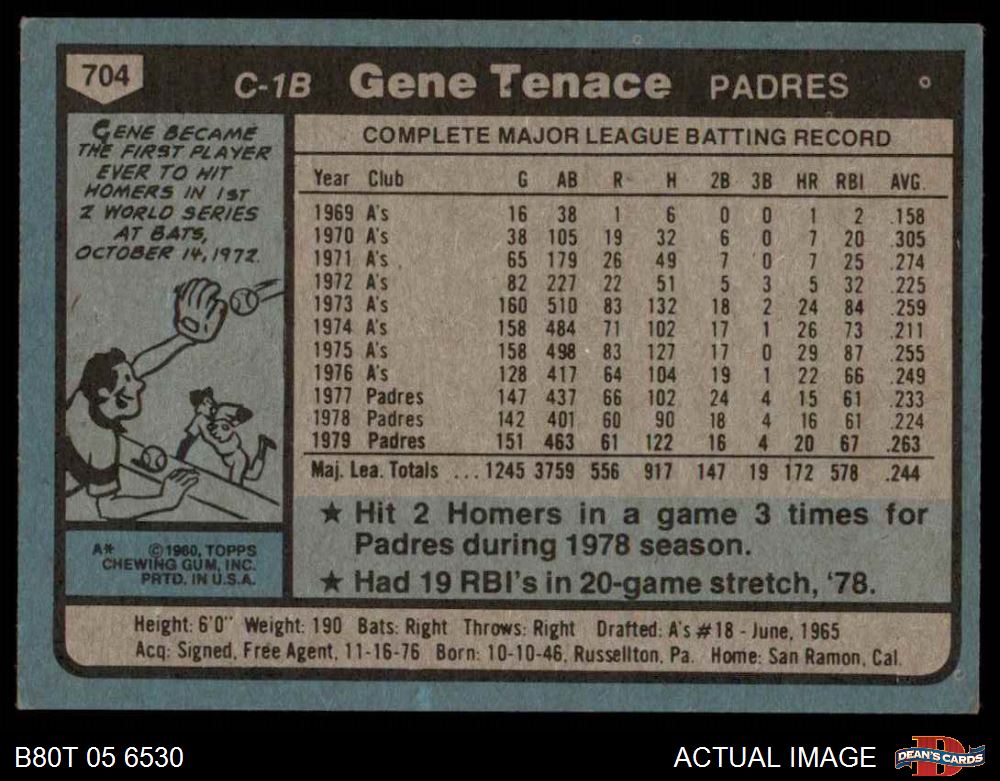 704 C-1B Gene Tenace PADRES
GENE BECAME
THE FIRST PLAYER
EVER TO HIT
HOMERS IN 1ST
2 WORLD SERIES
AT BATS,
OCTOBER 14, 1972.
COMPLETE MAJOR LEAGUE BATTING RECORD
Year Club G AB R H 2B 3B HR RBI AVG.
1969 A's 16 38 1 6 0 0 1 2 .158
1970 A's 38 105 19 32 6 0 7 20 .305
1971 A's 65 179 26 49 7 0 7 25 .274
1972 A's 82 227 22 51 5 3 5 32 .225
1973 A's 160 510 83 132 18 2 24 84 .259
1974 A's 158 484 71 102 17 1 26 73 .211
1975 A's 158 498 83 127 17 0 29 87 .255
1976 A's 128 417 64 104 19 1 22 66 .249
1977 Padres 147 437 66 102 24 4 15 61 .233
1978 Padres 142 401 60 90 18 4 16 61 .224
1979 Padres 151 463 61 122 16 4 20 67 .263
Maj. Lea. Totals ... 1245 3759 556 917 147 19 172 578 .244
★ Hit 2 Homers in a game 3 times for
Padres during 1978 season.
★ Had 19 RBI's in 20-game stretch, '78.
A* © 1980, TOPPS
CHEWING GUM, INC.
PRTD. IN U.S.A.
Height: 6'0" Weight: 190 Bats: Right Throws: Right Drafted: A's #18 - June, 1965
Acq: Signed, Free Agent, 11-16-76 Born: 10-10-46, Russellton, Pa. Home: San Ramon, Cal.
B80T 05 6530
ACTUAL IMAGE
D
DEAN'S CARDS